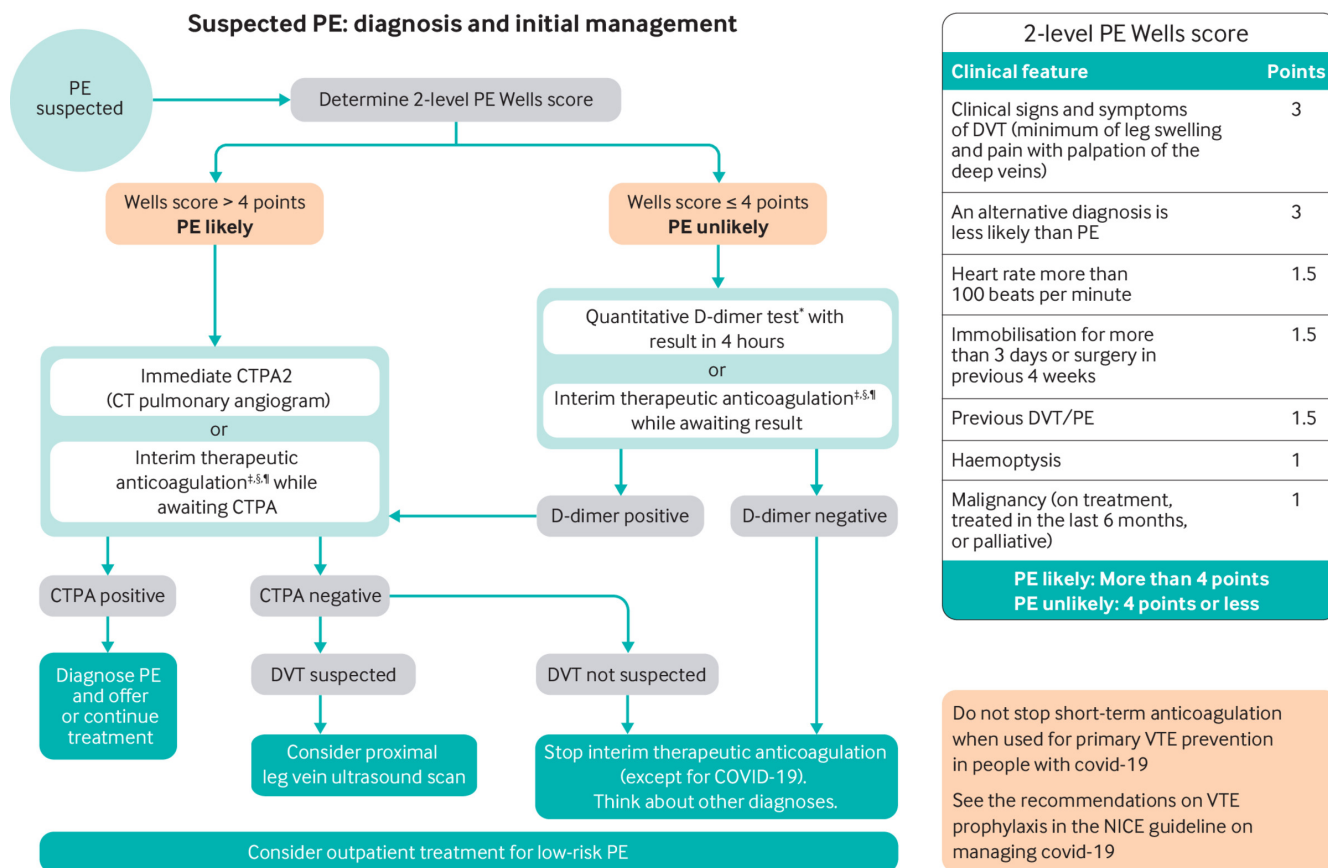 Suspected PE: diagnosis and initial management
PE
suspected
Determine 2-level PE Wells score
Wells score > 4 points
PE likely
Wells score ≤ 4 points
PE unlikely
Quantitative D-dimer test* with
result in 4 hours
or
Interim therapeutic anticoagulation‡,§,¶
while awaiting result
Immediate CTPA2
(CT pulmonary angiogram)
or
Interim therapeutic
anticoagulation‡,§,¶ while
awaiting CTPA
D-dimer positive
D-dimer negative
CTPA positive
CTPA negative
Diagnose PE
and offer
or continue
treatment
DVT suspected
DVT not suspected
Consider proximal
leg vein ultrasound scan
Stop interim therapeutic anticoagulation
(except for COVID-19).
Think about other diagnoses.
Consider outpatient treatment for low-risk PE
2-level PE Wells score
Clinical feature Points
Clinical signs and symptoms 3
of DVT (minimum of leg swelling
and pain with palpation of the
deep veins)
An alternative diagnosis is 3
less likely than PE
Heart rate more than 1.5
100 beats per minute
Immobilisation for more 1.5
than 3 days or surgery in
previous 4 weeks
Previous DVT/PE 1.5
Haemoptysis 1
Malignancy (on treatment, 1
treated in the last 6 months,
or palliative)
PE likely: More than 4 points
PE unlikely: 4 points or less
Do not stop short-term anticoagulation
when used for primary VTE prevention
in people with covid-19
See the recommendations on VTE
prophylaxis in the NICE guideline on
managing covid-19